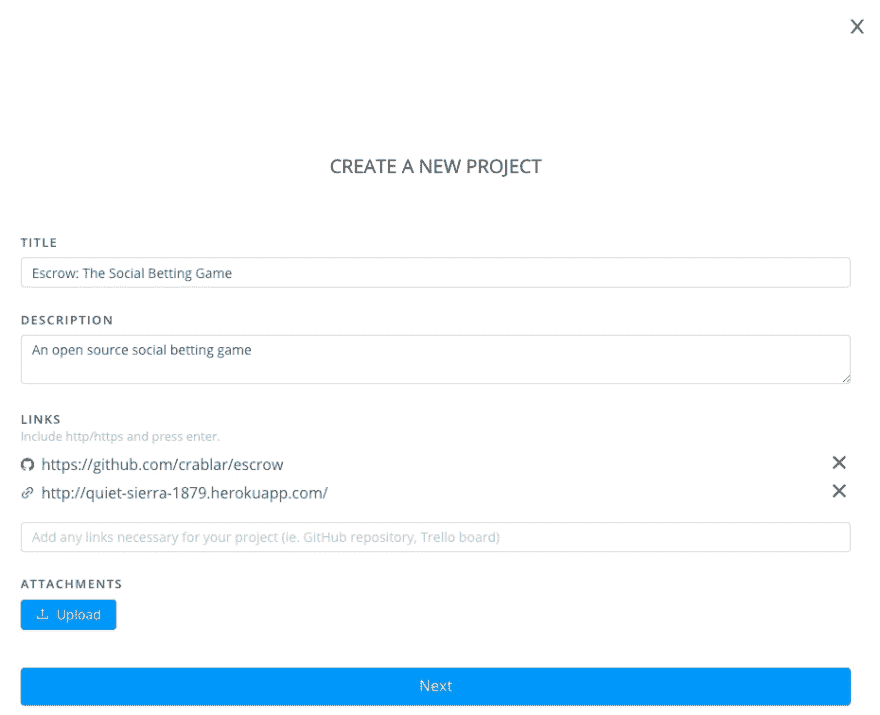 X
CREATE A NEW PROJECT
TITLE
Escrow: The Social Betting Game
DESCRIPTION
An open source social betting game
LINKS
Include http/https and press enter.
https://github.com/crablar/escrow
http://quiet-sierra-1879.herokuapp.com/
Add any links necessary for your project (ie. GitHub repository, Trello board)
ATTACHMENTS
Upload
Next